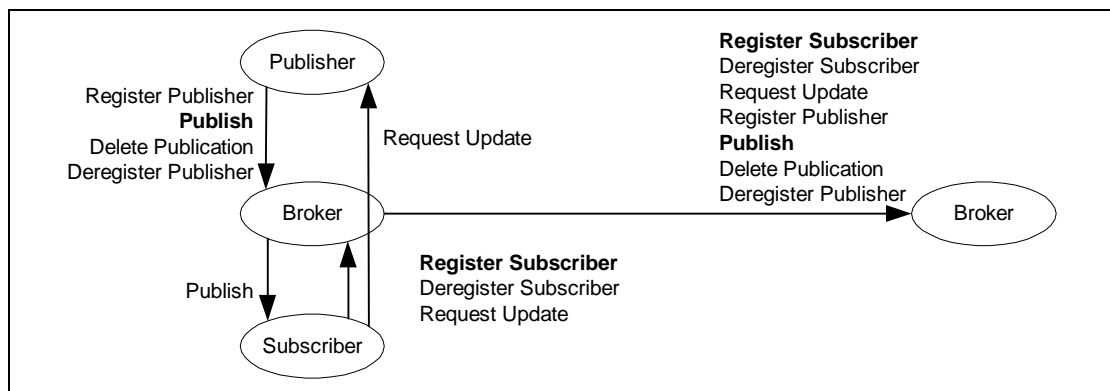 Publisher
Register Publisher
Publish
Delete Publication
Deregister Publisher
Request Update
Register Subscriber
Deregister Subscriber
Request Update
Register Publisher
Publish
Delete Publication
Deregister Publisher
Broker
Broker
Publish
Register Subscriber
Deregister Subscriber
Request Update
Subscriber